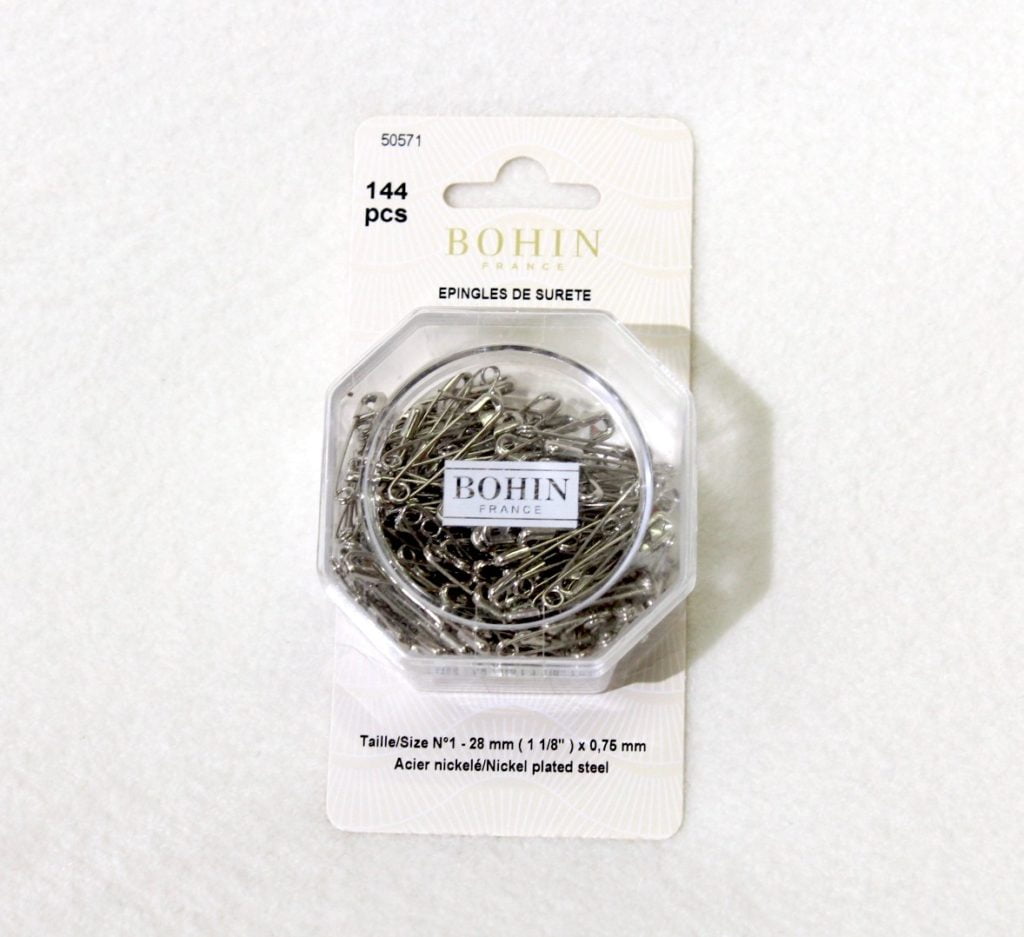 50571
144
pcs
BOHIN
FRANCE
EPINGLES DE SURETE
BOHIN
FRANCE
Taille/Size N°1 - 28 mm ( 1 1/8" ) x 0,75 mm
Acier nickelé/Nickel plated steel